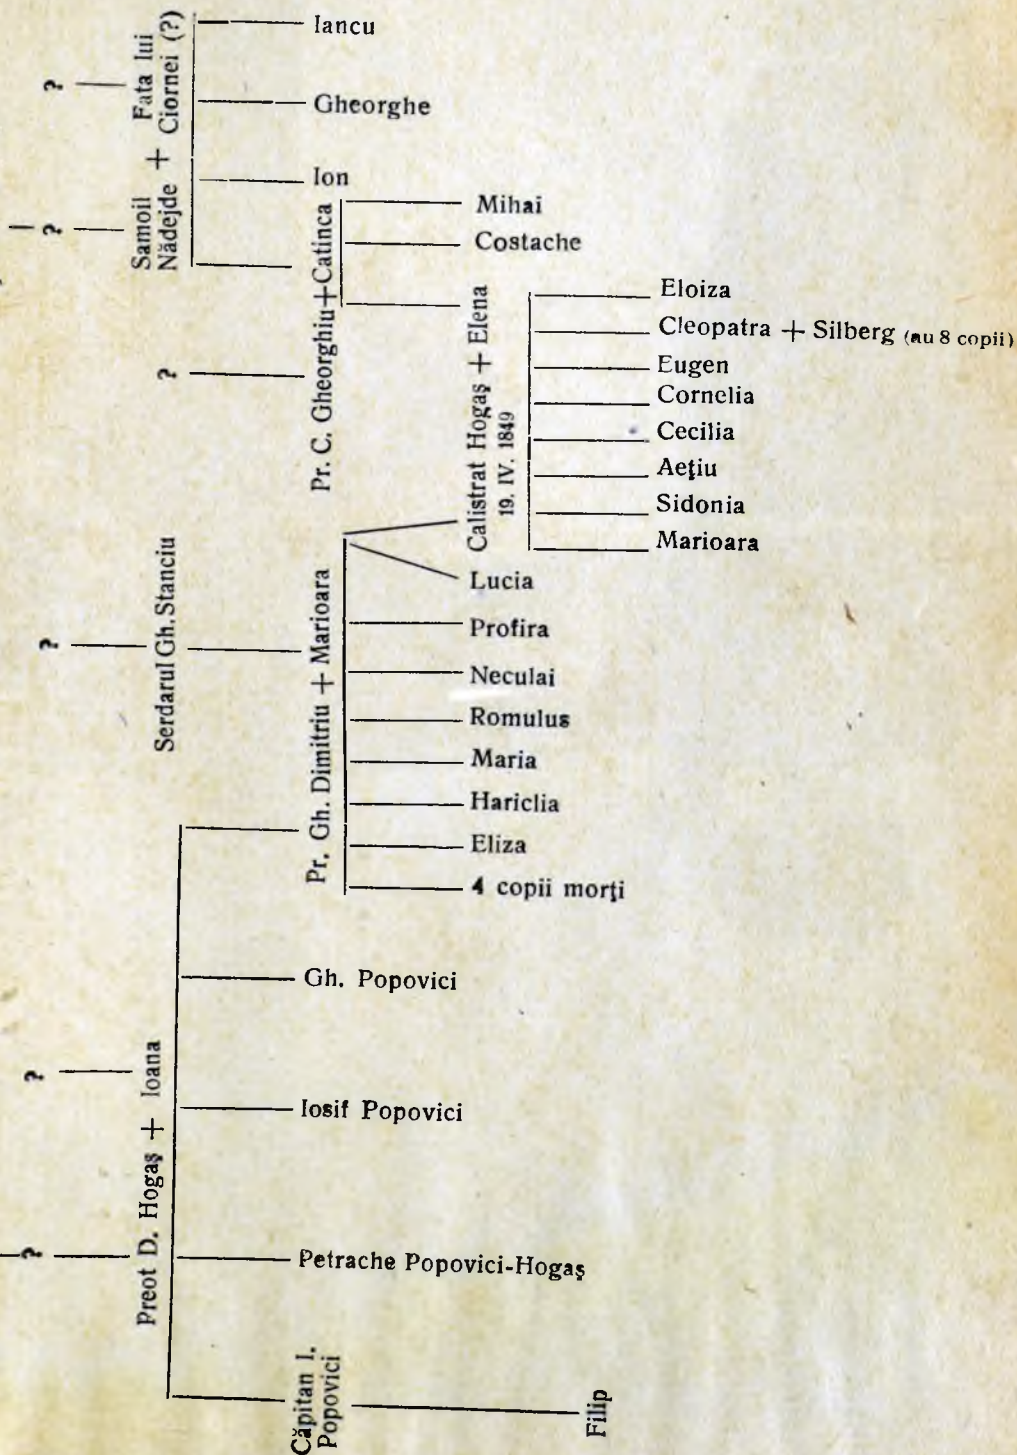 ?
Fata lui
Ciornei (?)
+
?
Samoil
Nădejde
Iancu
Gheorghe
Ion
?
Pr. C. Gheorghiu + Catinca
Mihai
Costache
Calistrat Hogaş + Elena
19. IV. 1849
Eloiza
Cleopatra + Silberg (au 8 copii)
Eugen
Cornelia
Cecilia
Aeţiu
Sidonia
Marioara
?
Serdarul Gh. Stanciu
Pr. Gh. Dimitriu + Marioara
Lucia
Profira
Neculai
Romulus
Maria
Hariclia
Eliza
4 copii morţi
?
?
Preot D. Hogaş + Ioana
Gh. Popovici
Iosif Popovici
Petrache Popovici-Hogaş
Căpitan I.
Popovici
Filip